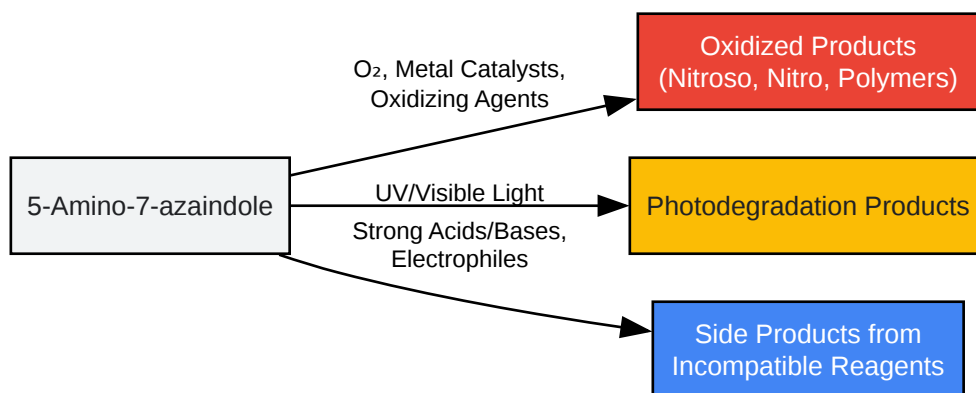 Oxidized Products
(Nitroso, Nitro, Polymers)
O₂, Metal Catalysts,
Oxidizing Agents
5-Amino-7-azaindole
UV/Visible Light
Photodegradation Products
Strong Acids/Bases,
Electrophiles
Side Products from
Incompatible Reagents